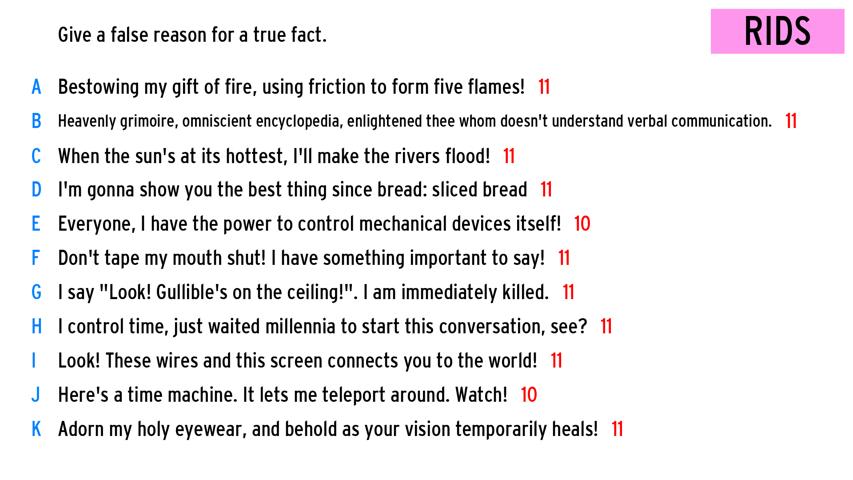 Give a false reason for a true fact.
RIDS
A Bestowing my gift of fire, using friction to form five flames! 11
B Heavenly grimoire, omniscient encyclopedia, enlightened thee whom doesn't understand verbal communication. 11
C When the sun's at its hottest, I'll make the rivers flood! 11
D I'm gonna show you the best thing since bread: sliced bread 11
E Everyone, I have the power to control mechanical devices itself! 10
F Don't tape my mouth shut! I have something important to say! 11
G I say "Look! Gullible's on the ceiling!". I am immediately killed. 11
H I control time, just waited millennia to start this conversation, see? 11
I Look! These wires and this screen connects you to the world! 11
J Here's a time machine. It lets me teleport around. Watch! 10
K Adorn my holy eyewear, and behold as your vision temporarily heals! 11